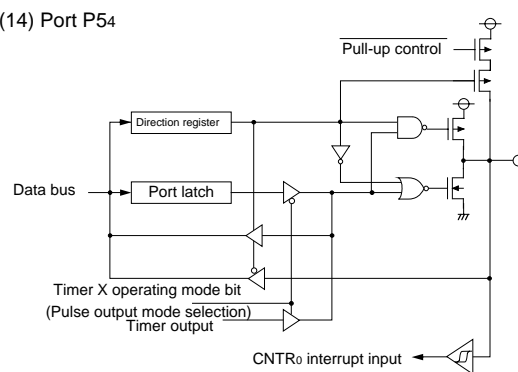 (14) Port P54
Pull-up control
Direction register
Data bus
Port latch
Timer X operating mode bit
(Pulse output mode selection)
Timer output
CNTR0 interrupt input